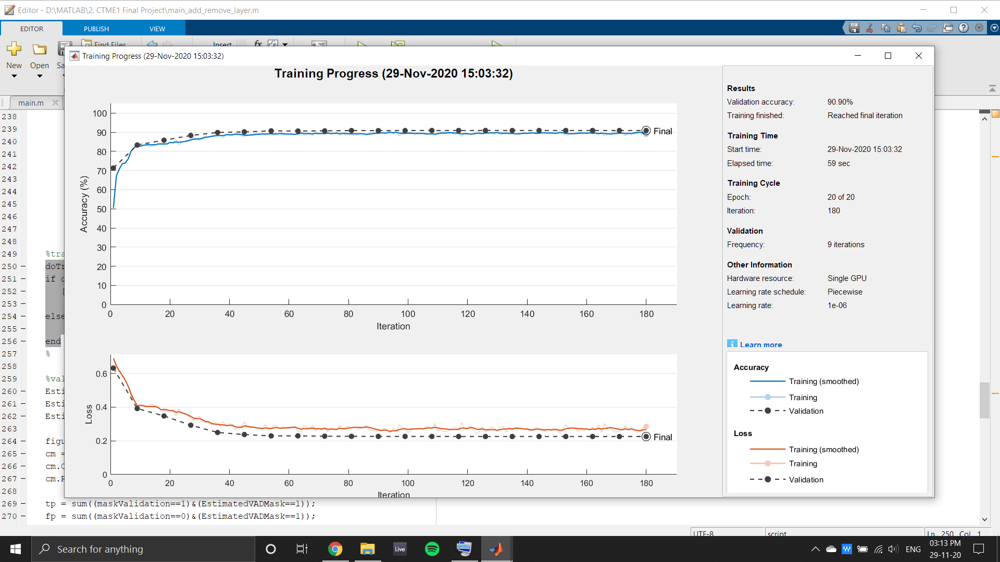 Editor - D:\MATLAB\2. CTME1 Final Project\main_add_remove_layer.m
EDITOR
PUBLISH
VIEW
Find Files
Insert
fx
New
Open
Training Progress (29-Nov-2020 15:03:32)
main.m
Training Progress (29-Nov-2020 15:03:32)
100
90
80
70
60
50
40
30
20
10
0
Accuracy (%)
Final
0 20 40 60 80 100 120 140 160 180
Iteration
0.6
0.4
0.2
0
Loss
Final
0 20 40 60 80 100 120 140 160 180
Iteration
Results
Validation accuracy: 90.90%
Training finished: Reached final iteration
Training Time
Start time: 29-Nov-2020 15:03:32
Elapsed time: 59 sec
Training Cycle
Epoch: 20 of 20
Iteration: 180
Validation
Frequency: 9 iterations
Other Information
Hardware resource: Single GPU
Learning rate schedule: Piecewise
Learning rate: 1e-06
Learn more
Accuracy
Training (smoothed)
Training
Validation
Loss
Training (smoothed)
Training
Validation
238
239
240
241
242
243
244
245
246
247
248
249 %tra
250 doTr
251 if
252 [
253
254 else
255
256 end
257 %
258
259 %val
260 Esti
261 Esti
262 Esti
263
264 figu
265 cm =
266 cm.
267 cm.
268
269 tp = sum((maskValidation==1)&(EstimatedVADMask==1));
270 fp = sum((maskValidation==0)&(EstimatedVADMask==1));
UTF-8
script
Ln 250 Col 1
Search for anything
Live
ENG
03:13 PM
29-11-20